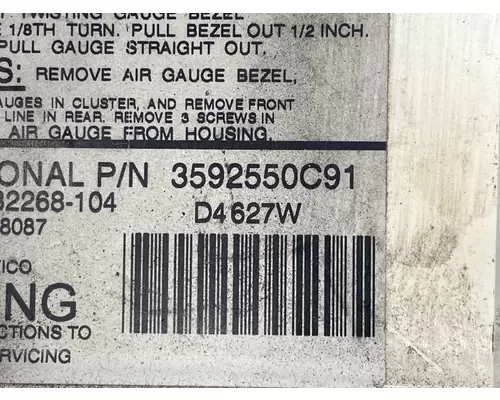 TWISTING GAUGE BEZEL
1/8TH TURN. PULL BEZEL OUT 1/2 INCH.
PULL GAUGE STRAIGHT OUT.
S: REMOVE AIR GAUGE BEZEL,
AUGES IN CLUSTER, AND REMOVE FRONT
LINE IN REAR. REMOVE 3 SCREWS IN
AIR GAUGE FROM HOUSING.
ONAL P/N 3592550C91
32268-104
D4627W
8087
ICO
NG
CTIONS TO
ERVICING